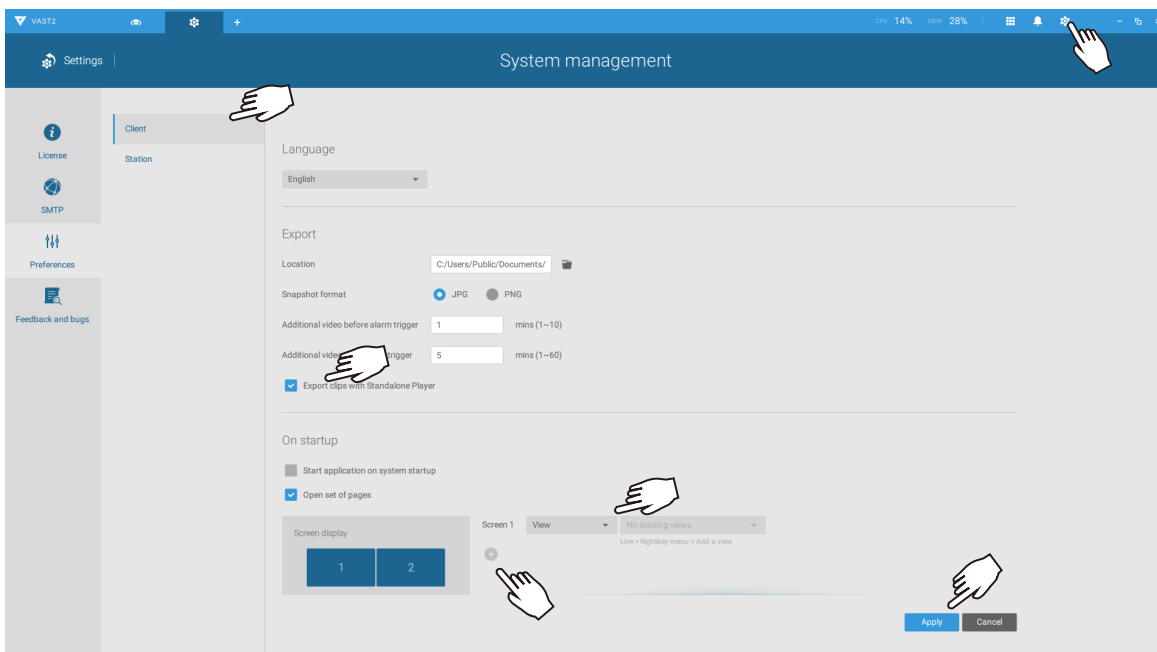 VAST2
+
CPU 14% MEM 28%
Settings
System management
License
SMTP
Preferences
Feedback and bugs
Client
Station
Language
English
Export
Location C:/Users/Public/Documents/
Snapshot format JPG PNG
Additional video before alarm trigger 1 mins (1~10)
Additional trigger 5 mins (1~60)
Export clips with Standalone Player
On startup
Start application on system startup
Open set of pages
Screen display
1 2
Screen 1 View No existing views
Live > Rightkey menu > Add a view
+
Apply Cancel